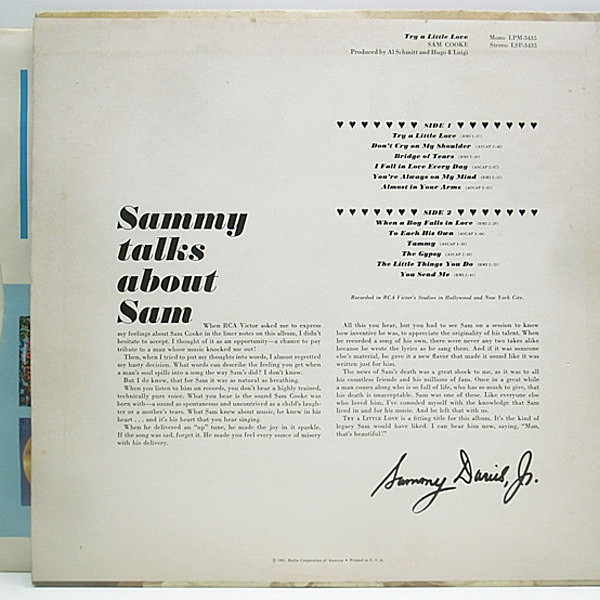 Try a Little Love
SAM COOKE
Produced by Al Schmitt and Hugo & Luigi
Mono LPM-3435
Stereo LSP-3435
SIDE 1
Try a Little Love
Don't Cry on My Shoulder
Bridge of Tears
I Fall in Love Every Day
You're Always on My Mind
Almost in Your Arms
SIDE 2
When a Boy Falls in Love
To Each His Own
Tammy
The Gypsy
The Little Things You Do
You Send Me
Recorded in RCA Victor's Studios in Hollywood and New York City.
Sammy
talks
about
Sam
When RCA Victor asked me to express
my feelings about Sam Cooke in the liner notes on this album, I didn't
hesitate to accept. I thought of it as an opportunity—a chance to pay
tribute to a man whose music knocked me out!
Then, when I tried to put my thoughts into words, I almost regretted
my hasty decision. What words can describe the feeling you get when
a man's soul spills into a song the way Sam's did? I don't know.
But I do know, that for Sam it was as natural as breathing.
When you listen to him on records, you don't hear a highly trained,
technically pure voice. What you hear is the sound Sam Cooke was
born with—a sound as spontaneous and uncontrived as a child's laugh-
ter or a mother's tears. What Sam knew about music, he knew in his
heart . . . and it's his heart that you hear singing.
When he delivered an "up" tune, he made the joy in it sparkle.
If the song was sad, forget it. He made you feel every ounce of misery
with his delivery.
All this you hear, but you had to see Sam on a session to know
how inventive he was, to appreciate the originality of his talent. When
he recorded a song of his own, there were never any two takes alike
because he wrote the lyrics as he sang them. And if it was someone
else's material, he gave it a new flavor that made it sound like it was
written just for him.
The news of Sam's death was a great shock to me, as it was to all
his countless friends and his millions of fans. Once in a great while
a man comes along who is so full of life, who has so much to give, that
his death is unacceptable. Sam was one of these. Like everyone else
who loved him, I've consoled myself with the knowledge that Sam
lived in and for his music. And he left that with us.
TRY A LITTLE LOVE is a fitting title for this album. It's the kind of
legacy Sam would have liked. I can hear him now, saying, "Man,
that's beautiful!"
Sammy Davis, Jr.
Radio Corporation of America • Printed in U.S.A.